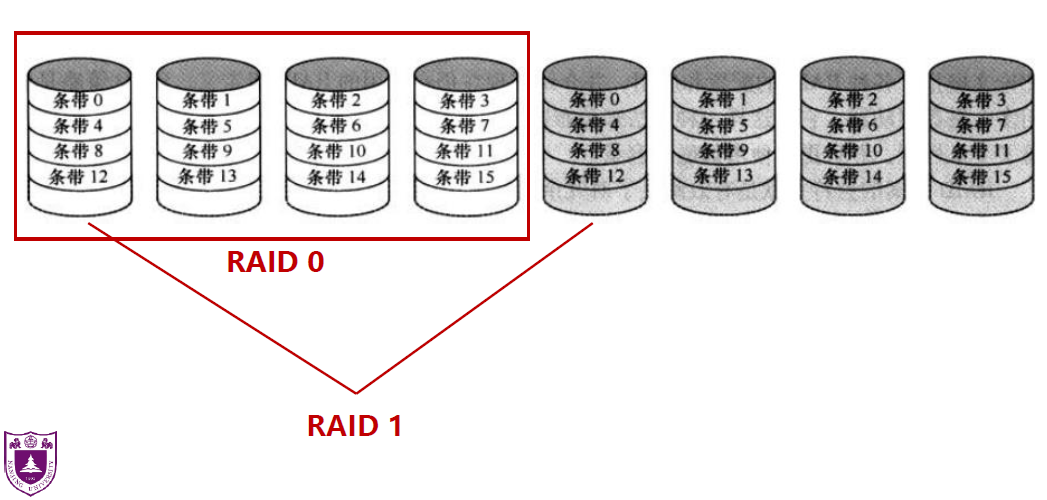 条带 0 条带 1 条带 2 条带 3 条带 0 条带 1 条带 2 条带 3
条带 4 条带 5 条带 6 条带 7 条带 4 条带 5 条带 6 条带 7
条带 8 条带 9 条带 10 条带 11 条带 8 条带 9 条带 10 条带 11
条带 12 条带 13 条带 14 条带 15 条带 12 条带 13 条带 14 条带 15
RAID 0
RAID 1
NANJING UNIVERSITY